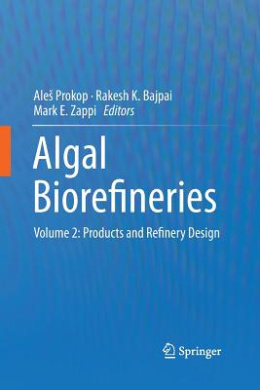 Aleš Prokop · Rakesh K. Bajpai
Mark E. Zappi Editors
Algal
Biorefineries
Volume 2: Products and Refinery Design
Springer